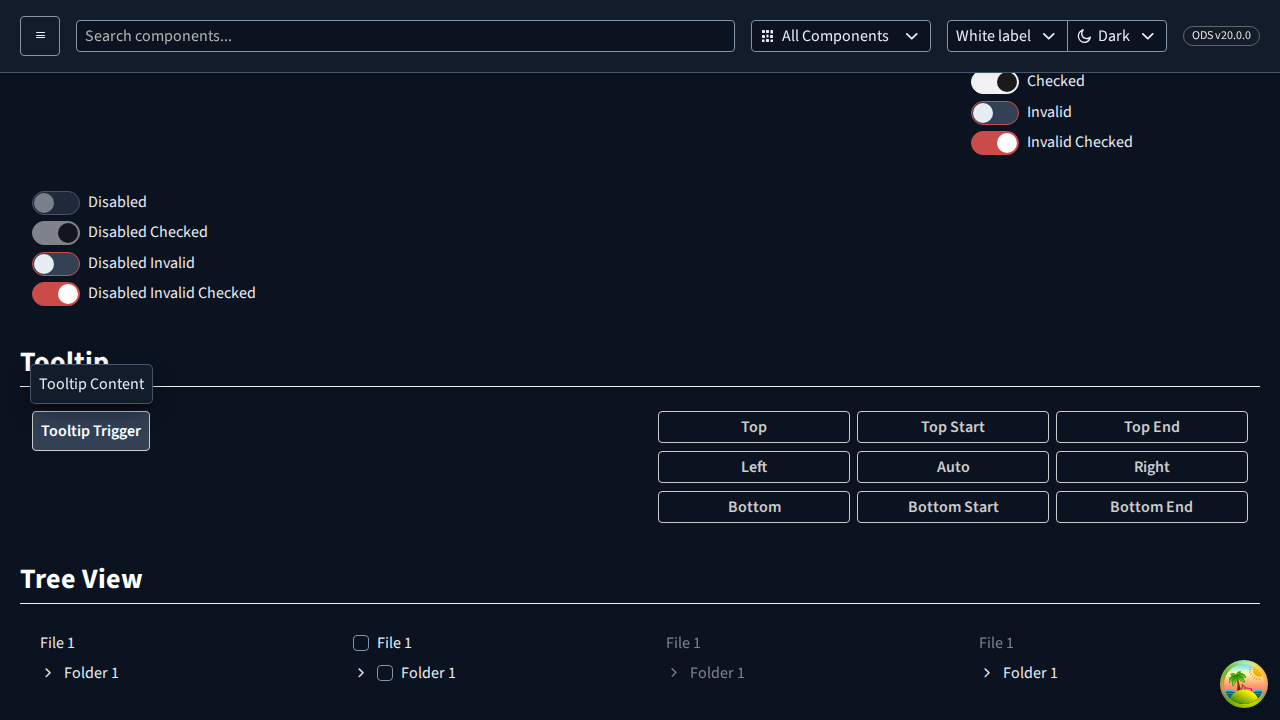 ≡ Search components... All Components White label Dark ODS v20.0.0
Checked
Invalid
Invalid Checked
Disabled
Disabled Checked
Disabled Invalid
Disabled Invalid Checked
Tooltip
Tooltip Content
Tooltip Trigger
Top Top Start Top End
Left Auto Right
Bottom Bottom Start Bottom End
Tree View
File 1 File 1 File 1 File 1
Folder 1 Folder 1 Folder 1 Folder 1